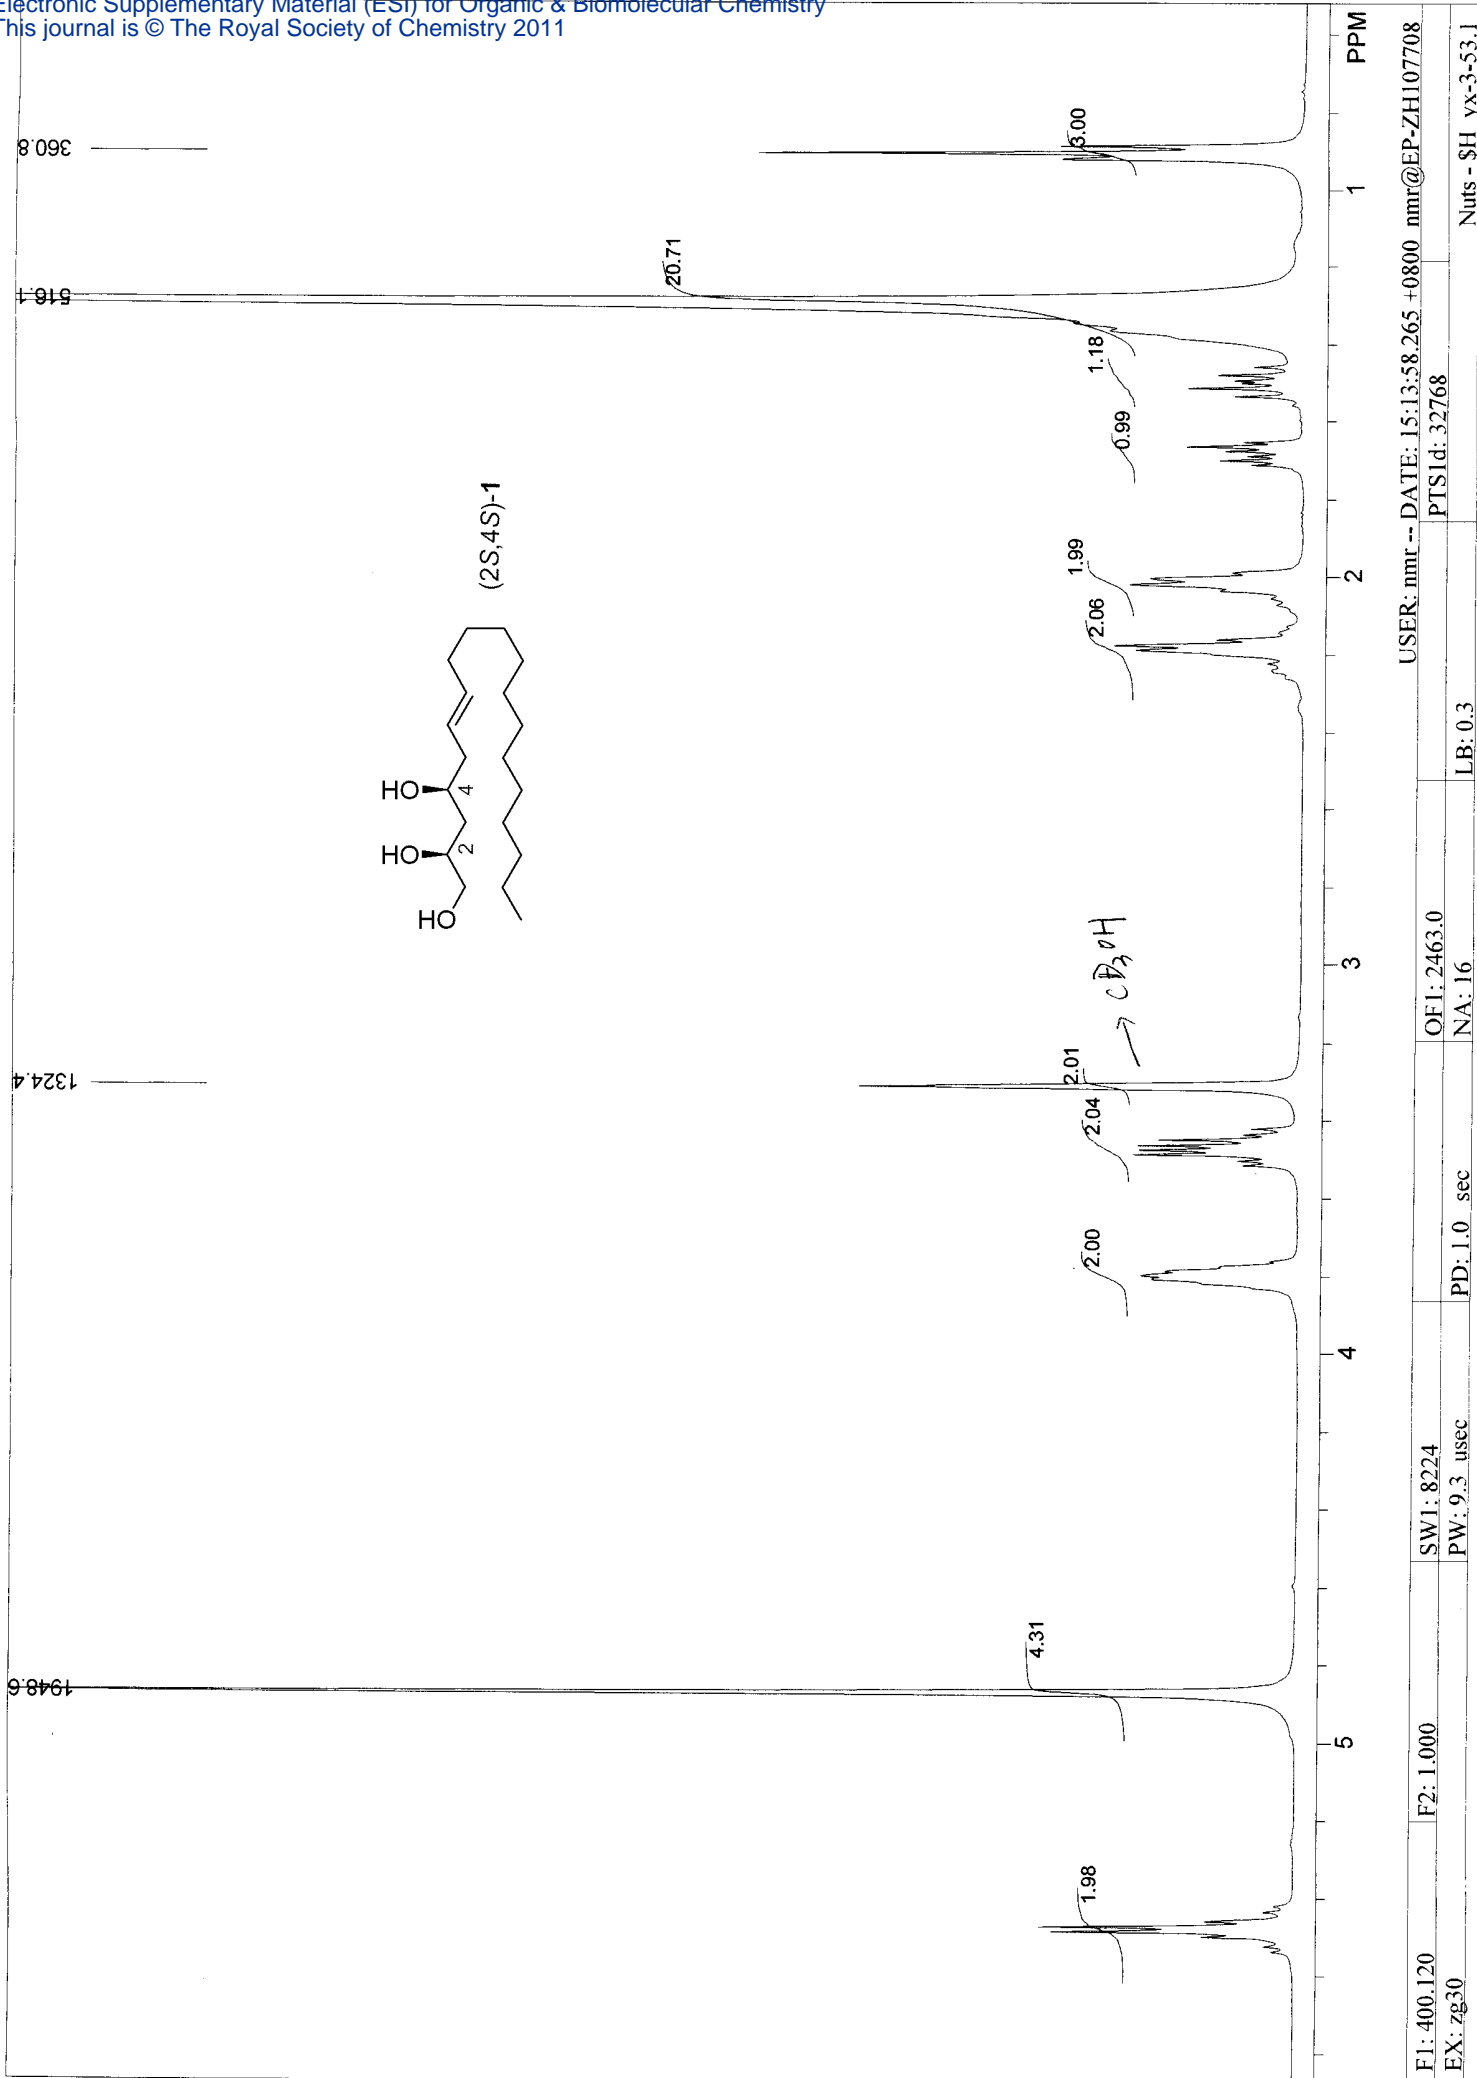 Electronic Supplementary Material (ESI) for Organic & Biomolecular Chemistry
This journal is © The Royal Society of Chemistry 2011
1948.6
1324.4
516.1
360.8
HO
HO
HO
2
4
(2S,4S)-1
1.98
4.31
2.00
2.04
2.01
→ CD3OH
2.06
1.99
0.99
1.18
20.71
3.00
5
4
3
2
1
PPM
USER: nmr -- DATE: 15:13:58.265 +0800 nmr@EP-ZH107708
F1: 400.120
F2: 1.000
SW1: 8224
OF1: 2463.0
PTS1d: 32768
EX: zg30
PW: 9.3 usec
PD: 1.0 sec
NA: 16
LB: 0.3
Nuts - $H yx-3-53.1